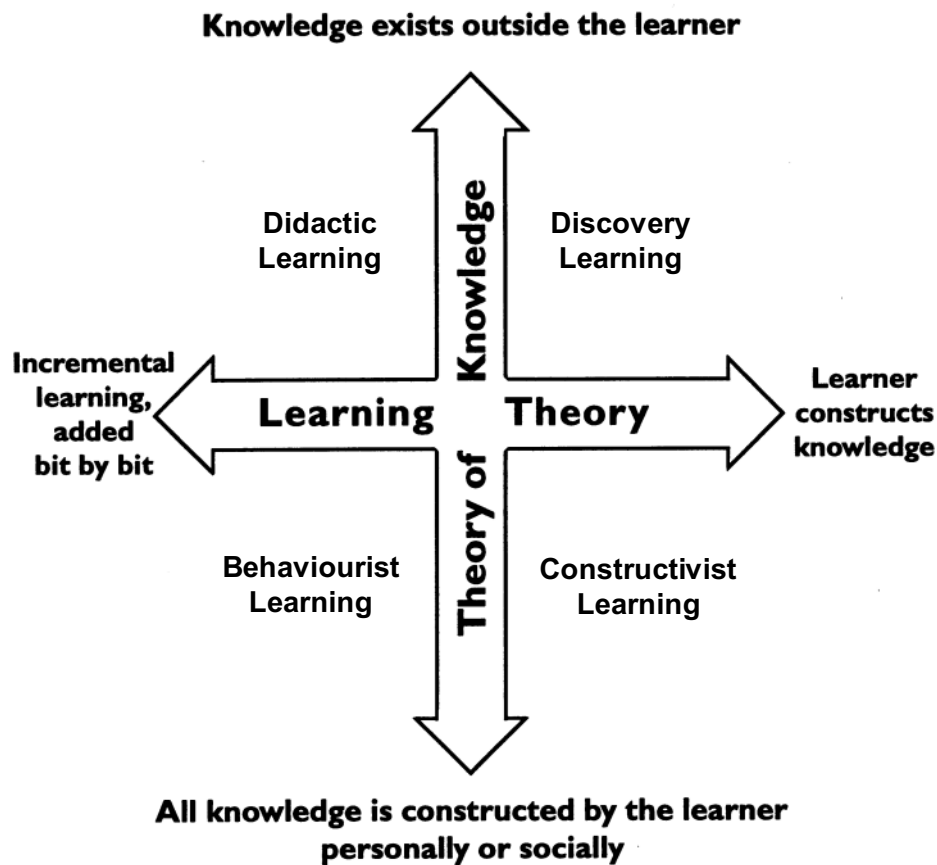 Knowledge exists outside the learner
Didactic
Learning
Discovery
Learning
Theory of Knowledge
Incremental
learning,
added
bit by bit
Learning Theory
Learner
constructs
knowledge
Behaviourist
Learning
Constructivist
Learning
All knowledge is constructed by the learner
personally or socially